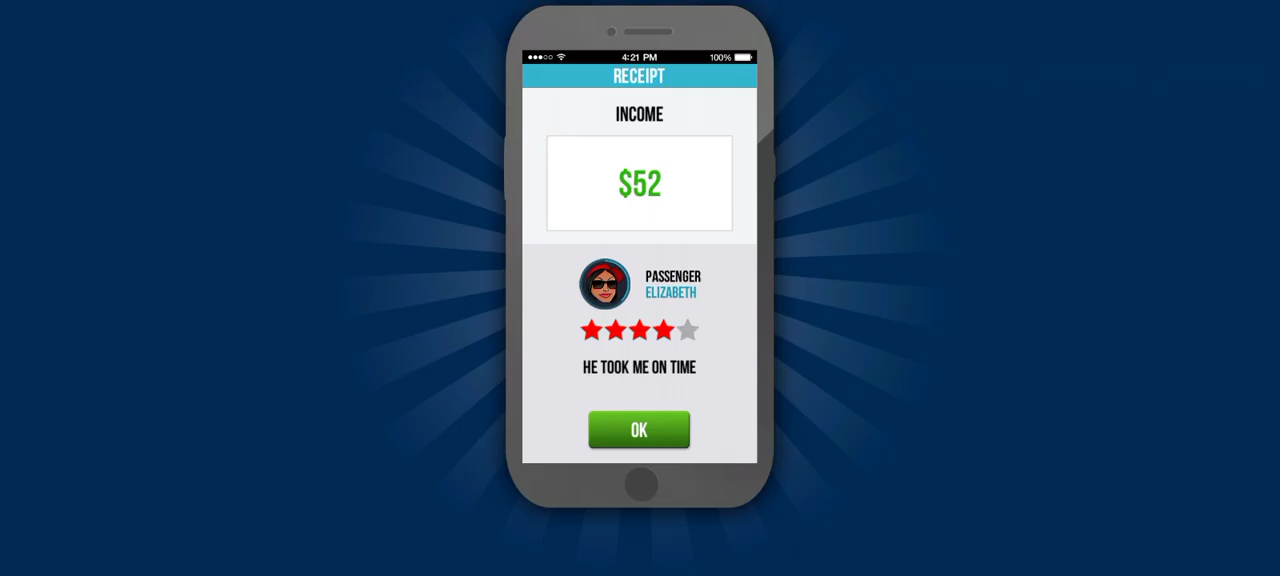 4:21 PM
100%
RECEIPT
INCOME
$52
PASSENGER
ELIZABETH
HE TOOK ME ON TIME
OK